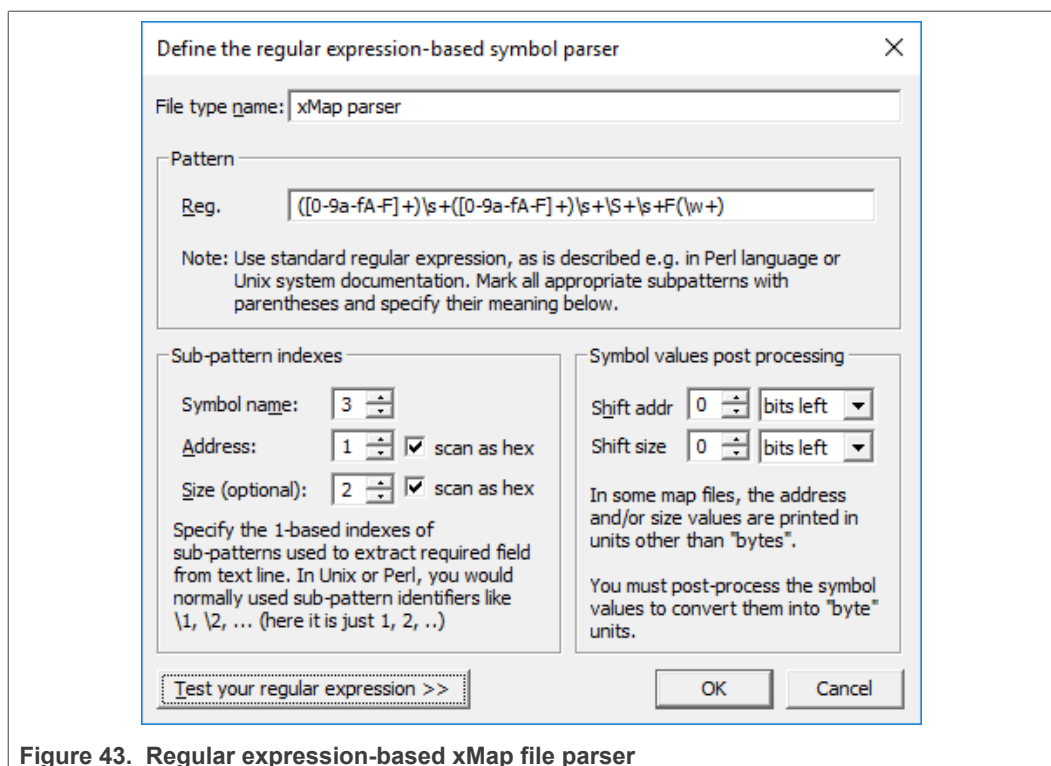 Define the regular expression-based symbol parser
File type name: xMap parser
Pattern
Reg. ([0-9a-fA-F]+)\s+([0-9a-fA-F]+)\s+\S+\s+F(\w+)
Note: Use standard regular expression, as is described e.g. in Perl language or
Unix system documentation. Mark all appropriate subpatterns with
parentheses and specify their meaning below.
Sub-pattern indexes
Symbol name: 3
Address: 1 scan as hex
Size (optional): 2 scan as hex
Specify the 1-based indexes of
sub-patterns used to extract required field
from text line. In Unix or Perl, you would
normally used sub-pattern identifiers like
\1, \2, ... (here it is just 1, 2, ..)
Symbol values post processing
Shift addr 0 bits left
Shift size 0 bits left
In some map files, the address
and/or size values are printed in
units other than "bytes".
You must post-process the symbol
values to convert them into "byte"
units.
Test your regular expression >>
OK
Cancel
Figure 43. Regular expression-based xMap file parser